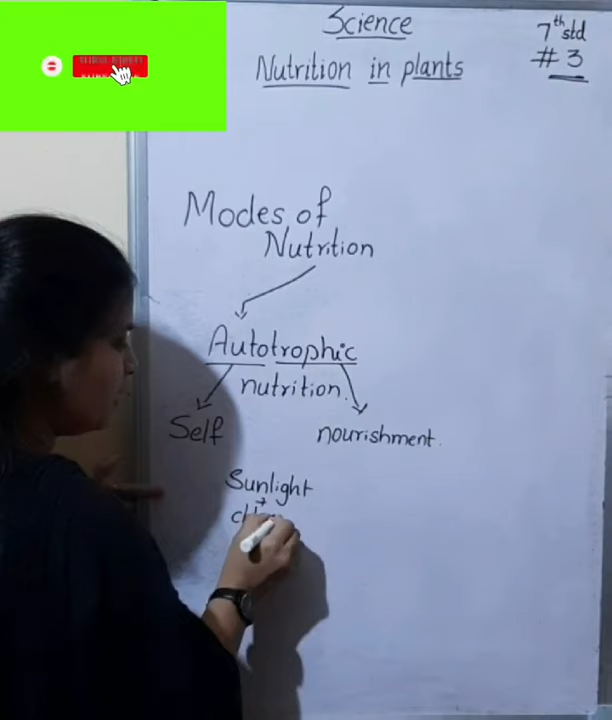 Science
7th std
# 3
Nutrition in plants
Modes of
Nutrition
Autotrophic
nutrition.
Self
nourishment.
Sunlight